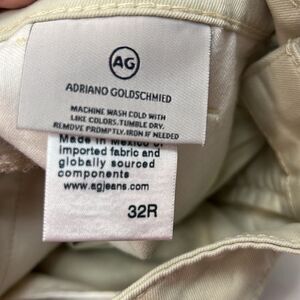 AG
ADRIANO GOLDSCHMIED
MACHINE WASH COLD WITH
LIKE COLORS. TUMBLE DRY.
REMOVE PROMPTLY. IRON IF NEEDED
Made in Mexico of
imported fabric and
globally sourced
components
www.agjeans.com
32R